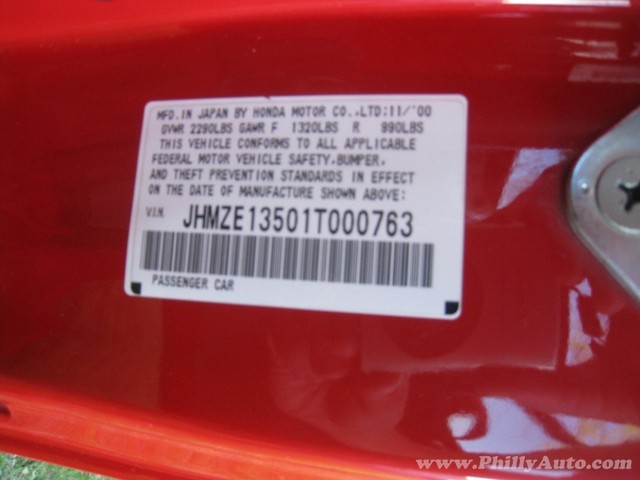 MFD.IN JAPAN BY HONDA MOTOR CO.,LTD:11/'00
GVWR 2290LBS GAWR F 1320LBS R 990LBS
THIS VEHICLE CONFORMS TO ALL APPLICABLE
FEDERAL MOTOR VEHICLE SAFETY,BUMPER,
AND THEFT PREVENTION STANDARDS IN EFFECT
ON THE DATE OF MANUFACTURE SHOWN ABOVE:
V.I.N. JHMZE13501T000763
PASSENGER CAR
www.PhillyAuto.com